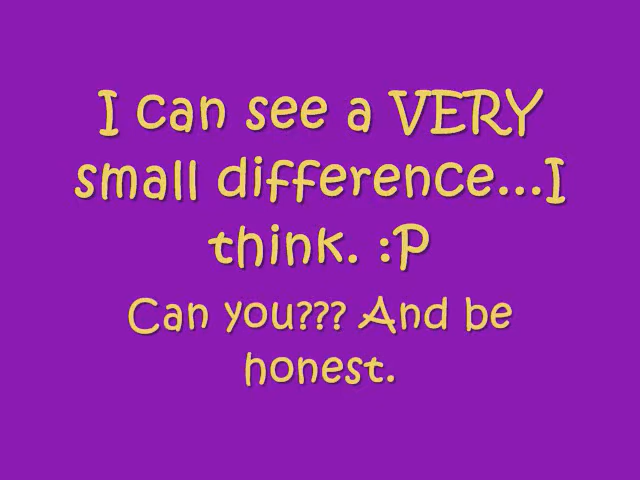 I can see a VERY
small difference...I
think. :P
Can you??? And be
honest.